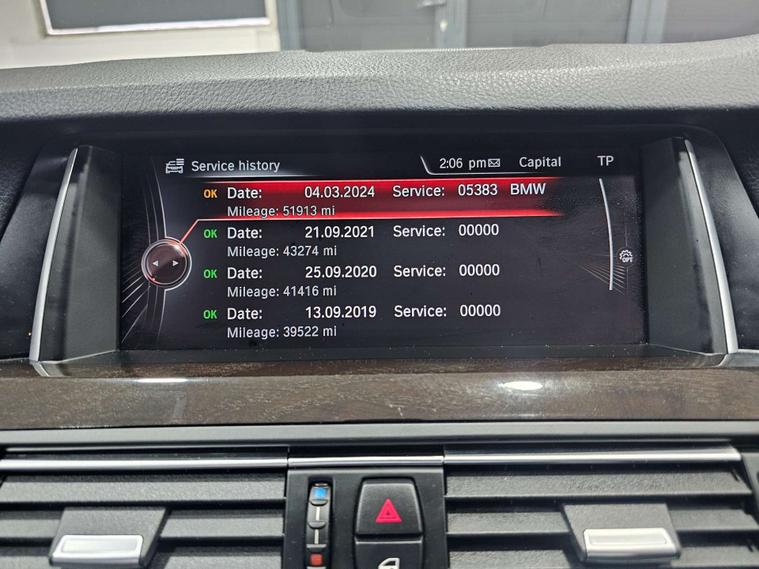 Service history 2:06 pm Capital TP
OK Date: 04.03.2024 Service: 05383 BMW
Mileage: 51913 mi
OK Date: 21.09.2021 Service: 00000
Mileage: 43274 mi
OK Date: 25.09.2020 Service: 00000
Mileage: 41416 mi
OPT
OK Date: 13.09.2019 Service: 00000
Mileage: 39522 mi